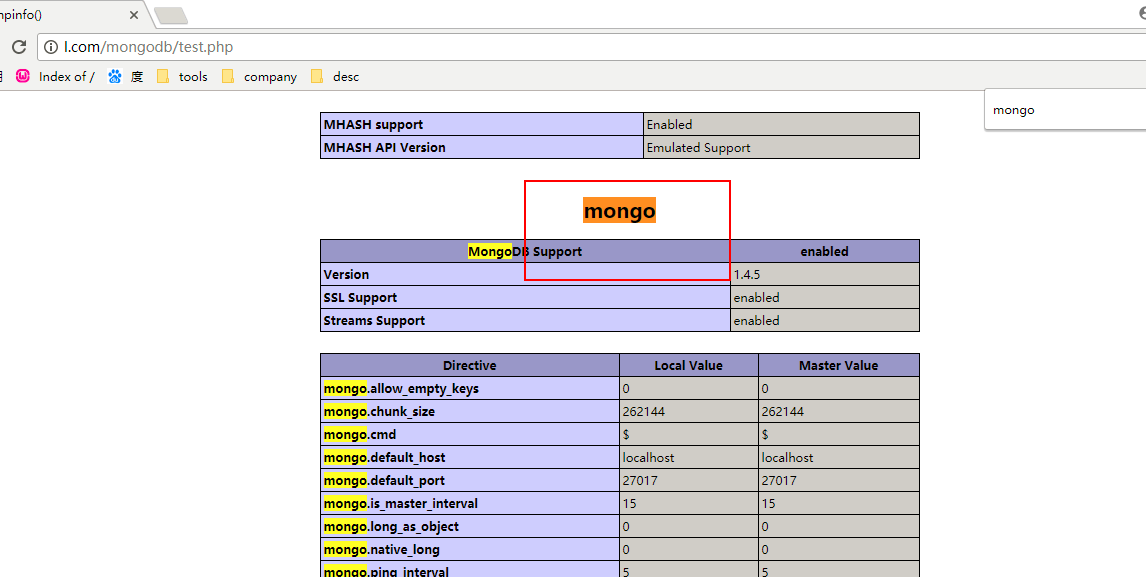 npinfo()
l.com/mongodb/test.php
Index of / 度 tools company desc
mongo
MHASH support Enabled
MHASH API Version Emulated Support
mongo
MongoDB Support enabled
Version 1.4.5
SSL Support enabled
Streams Support enabled
Directive Local Value Master Value
mongo.allow_empty_keys 0 0
mongo.chunk_size 262144 262144
mongo.cmd $ $
mongo.default_host localhost localhost
mongo.default_port 27017 27017
mongo.is_master_interval 15 15
mongo.long_as_object 0 0
mongo.native_long 0 0
mongo.ping_interval 5 5